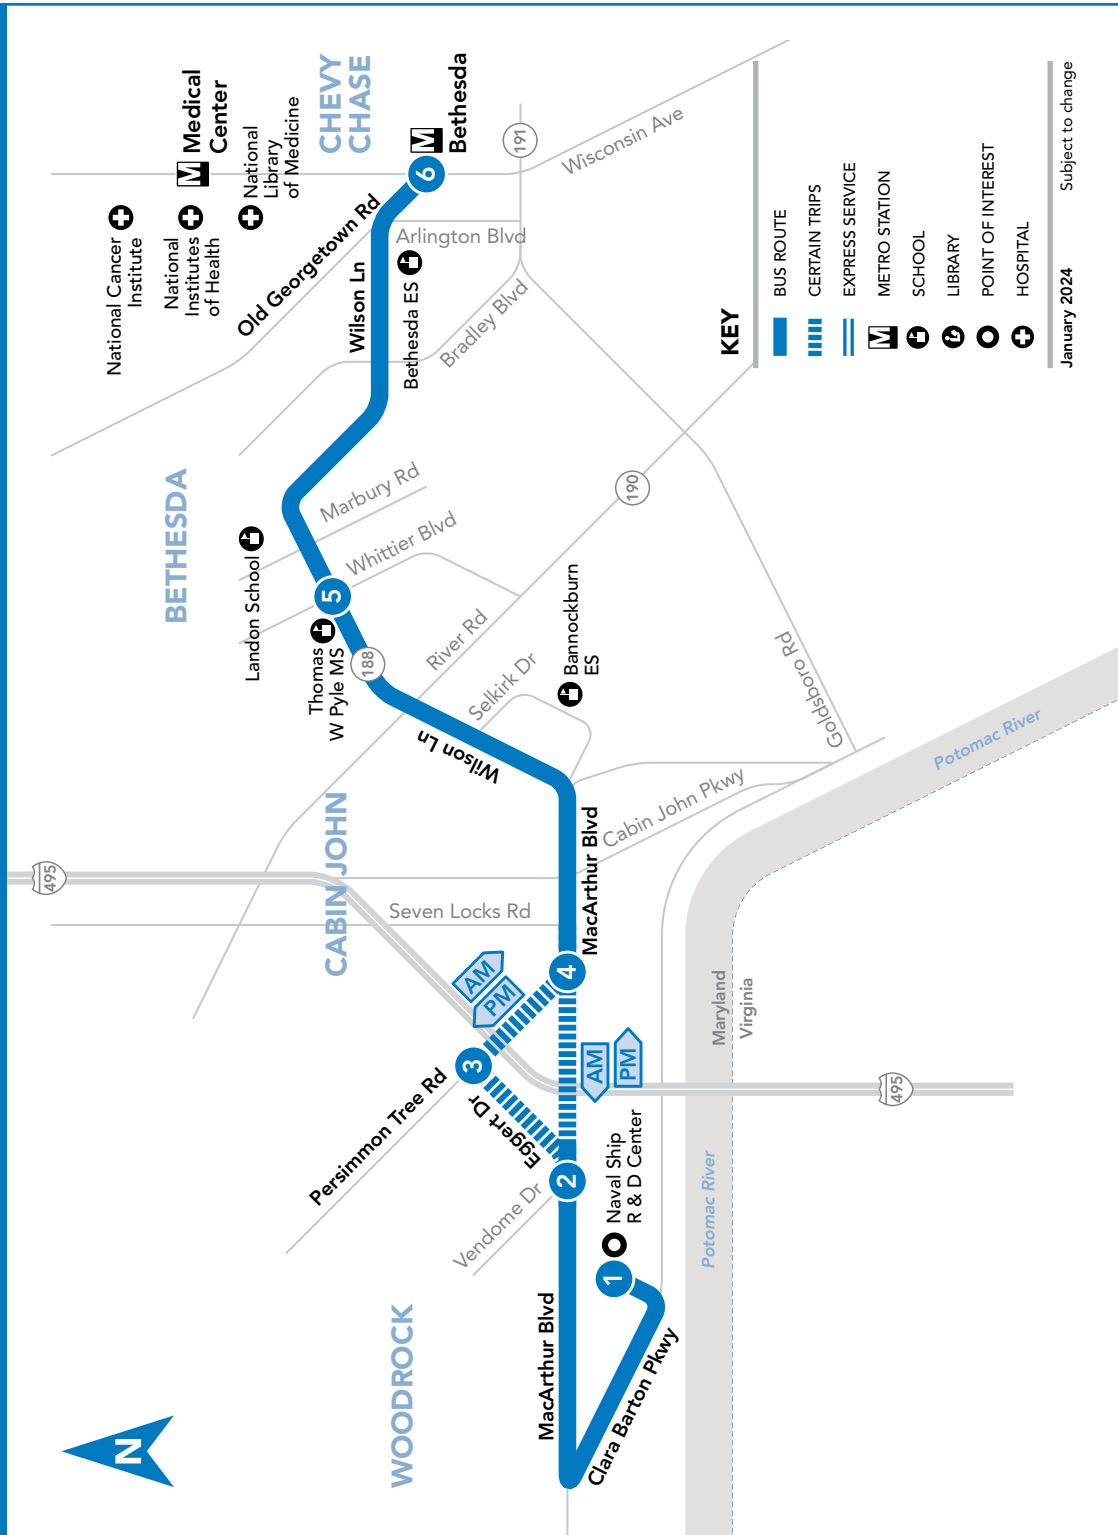 CHEVY
CHASE
Medical
Center
National
Library
of Medicine
National Cancer
Institute
National
Institutes
of Health
M
M
Bethesda
6
191
Wisconsin Ave
Old Georgetown Rd
Arlington Blvd
Wilson Ln
Bethesda ES
Bradley Blvd
BETHESDA
Landon School
Marbury Rd
Whittier Blvd
5
Thomas
W Pyle MS
188
190
River Rd
Selkirk Dr
Bannockburn
ES
Wilson Ln
Goldsboro Rd
Potomac River
CABIN JOHN
495
Cabin John Pkwy
MacArthur Blvd
Seven Locks Rd
4
AM
PM
AM
PM
3
Persimmon Tree Rd
Eggert Dr
Maryland
Virginia
495
2
Vendome Dr
Naval Ship
R & D Center
1
Potomac River
WOODROCK
MacArthur Blvd
Clara Barton Pkwy
N
KEY
BUS ROUTE
CERTAIN TRIPS
EXPRESS SERVICE
M
METRO STATION
SCHOOL
LIBRARY
POINT OF INTEREST
HOSPITAL
January 2024
Subject to change